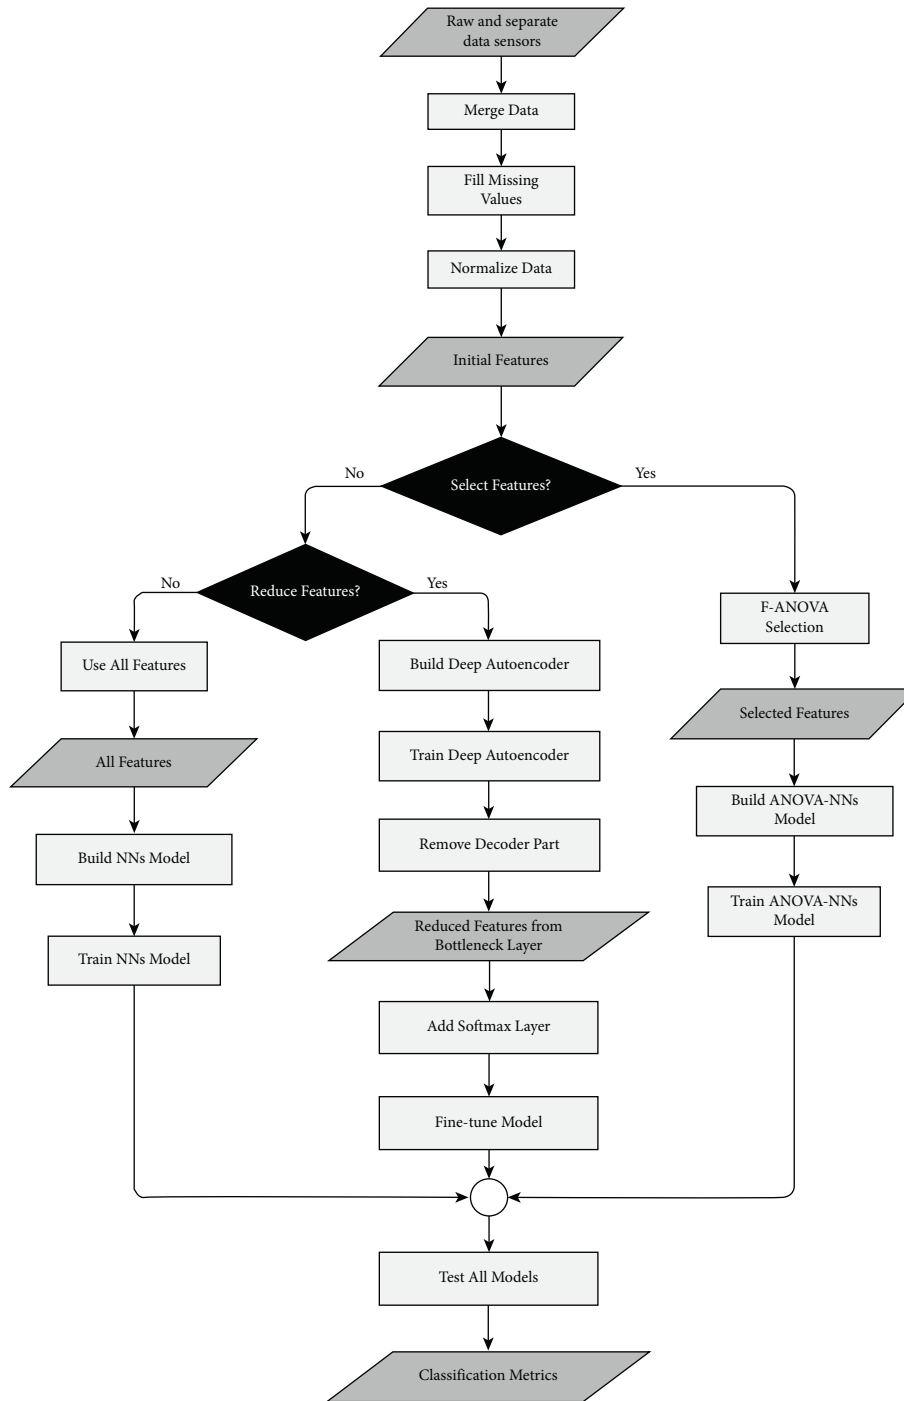 Raw and separate
data sensors
Merge Data
Fill Missing
Values
Normalize Data
Initial Features
Select Features?
No
Yes
Reduce Features?
No
Yes
F-ANOVA
Selection
Use All Features
Build Deep Autoencoder
Selected Features
All Features
Train Deep Autoencoder
Build ANOVA-NNs
Model
Build NNs Model
Remove Decoder Part
Train ANOVA-NNs
Model
Reduced Features from
Bottleneck Layer
Train NNs Model
Add Softmax Layer
Fine-tune Model
Test All Models
Classification Metrics